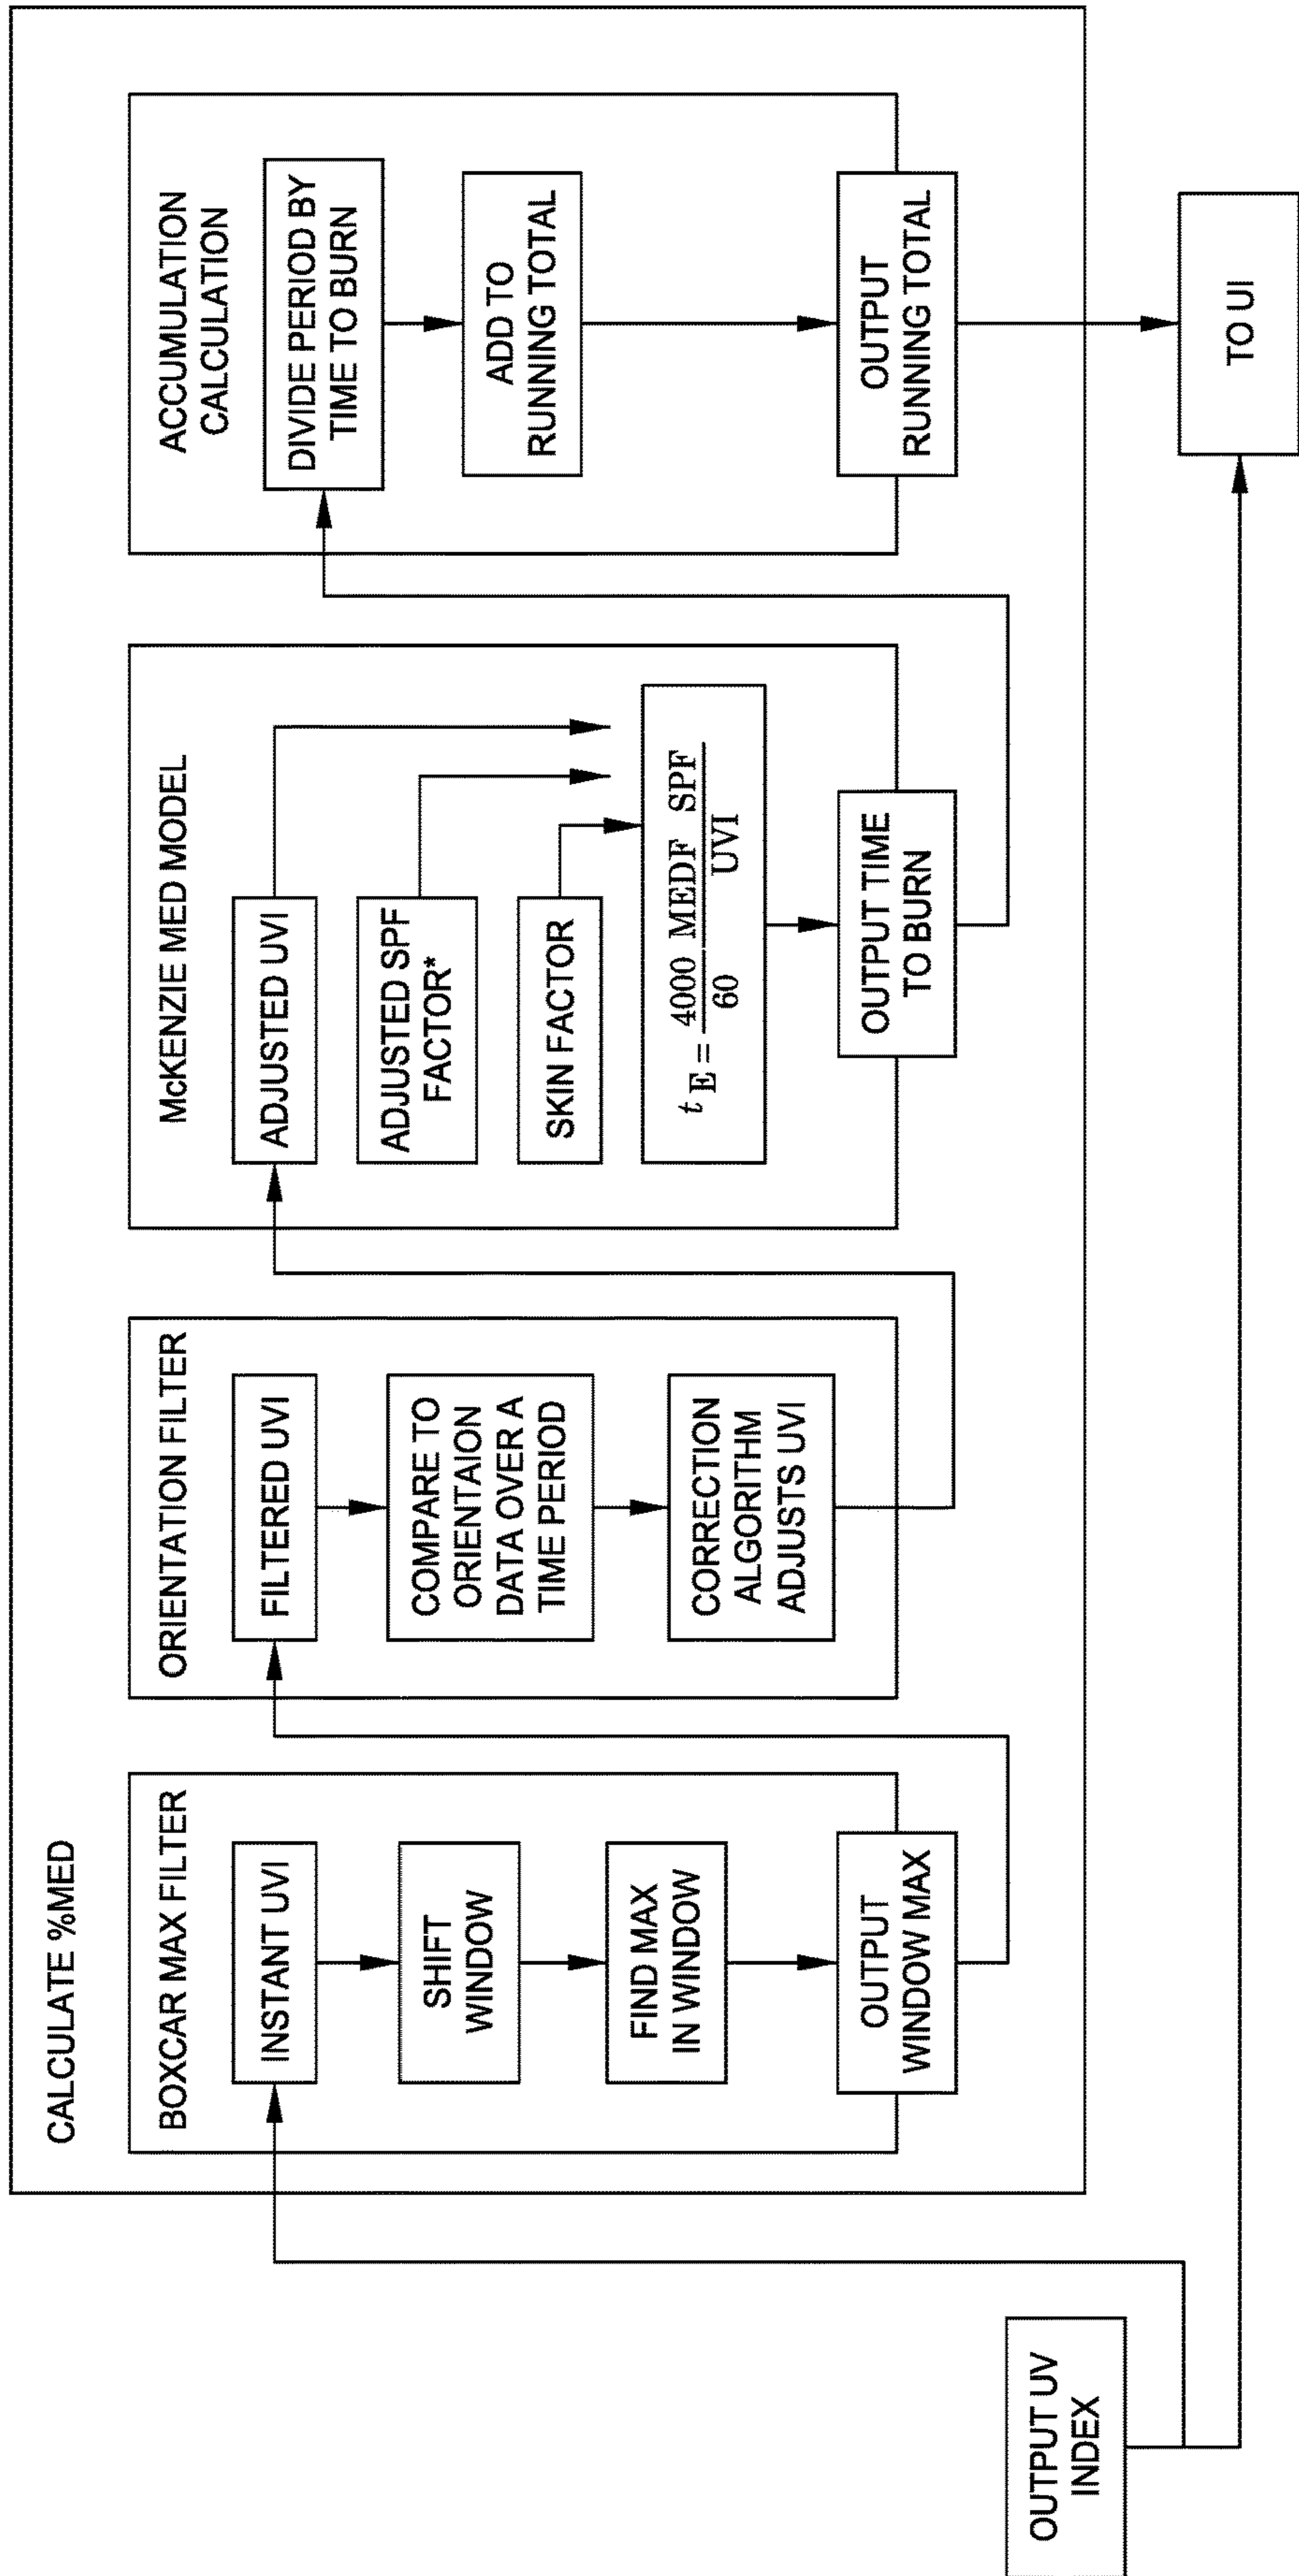 CALCULATE %MED
BOXCAR MAX FILTER
INSTANT UVI
SHIFT
WINDOW
FIND MAX
IN WINDOW
OUTPUT
WINDOW MAX
ORIENTATION FILTER
FILTERED UVI
COMPARE TO
ORIENTAION
DATA OVER A
TIME PERIOD
CORRECTION
ALGORITHM
ADJUSTS UVI
McKENZIE MED MODEL
ADJUSTED UVI
ADJUSTED SPF
FACTOR*
SKIN FACTOR
t E = 4000 MEDF SPF
60 UVI
OUTPUT TIME
TO BURN
ACCUMULATION
CALCULATION
DIVIDE PERIOD BY
TIME TO BURN
ADD TO
RUNNING TOTAL
OUTPUT
RUNNING TOTAL
OUTPUT UV
INDEX
TO UI